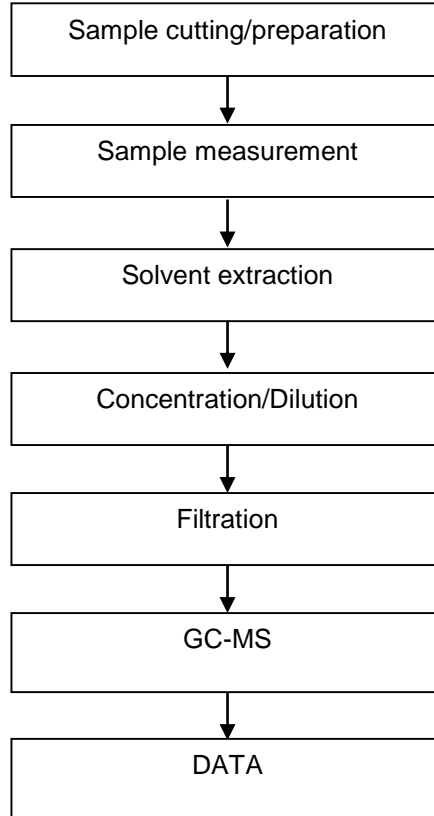 Sample cutting/preparation
Sample measurement
Solvent extraction
Concentration/Dilution
Filtration
GC-MS
DATA